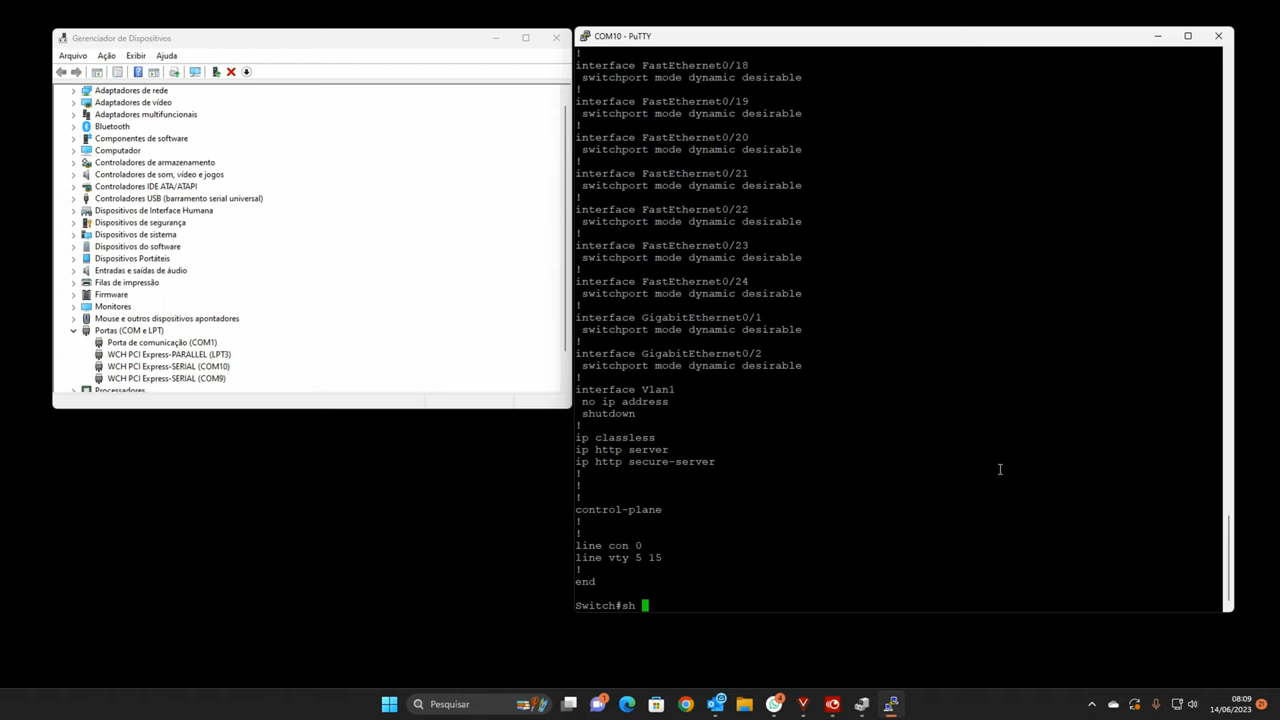 Gerenciador de Dispositivos
Arquivo Ação Exibir Ajuda
Adaptadores de rede
Adaptadores de vídeo
Adaptadores multifuncionais
Bluetooth
Componentes de software
Computador
Controladores de armazenamento
Controladores de som, vídeo e jogos
Controladores IDE ATA/ATAPI
Controladores USB (barramento serial universal)
Dispositivos de Interface Humana
Dispositivos de segurança
Dispositivos de sistema
Dispositivos do software
Dispositivos Portáteis
Entradas e saídas de áudio
Filas de impressão
Firmware
Monitores
Mouse e outros dispositivos apontadores
Portas (COM e LPT)
Porta de comunicação (COM1)
WCH PCI Express-PARALLEL (LPT3)
WCH PCI Express-SERIAL (COM10)
WCH PCI Express-SERIAL (COM9)
Processadores
COM10 - PuTTY
!
interface FastEthernet0/18
switchport mode dynamic desirable
!
interface FastEthernet0/19
switchport mode dynamic desirable
!
interface FastEthernet0/20
switchport mode dynamic desirable
!
interface FastEthernet0/21
switchport mode dynamic desirable
!
interface FastEthernet0/22
switchport mode dynamic desirable
!
interface FastEthernet0/23
switchport mode dynamic desirable
!
interface FastEthernet0/24
switchport mode dynamic desirable
!
interface GigabitEthernet0/1
switchport mode dynamic desirable
!
interface GigabitEthernet0/2
switchport mode dynamic desirable
!
interface Vlan1
no ip address
shutdown
!
ip classless
ip http server
ip http secure-server
!
!
!
control-plane
!
!
line con 0
line vty 5 15
!
end
Switch#sh
Pesquisar
08:09
14/06/2023